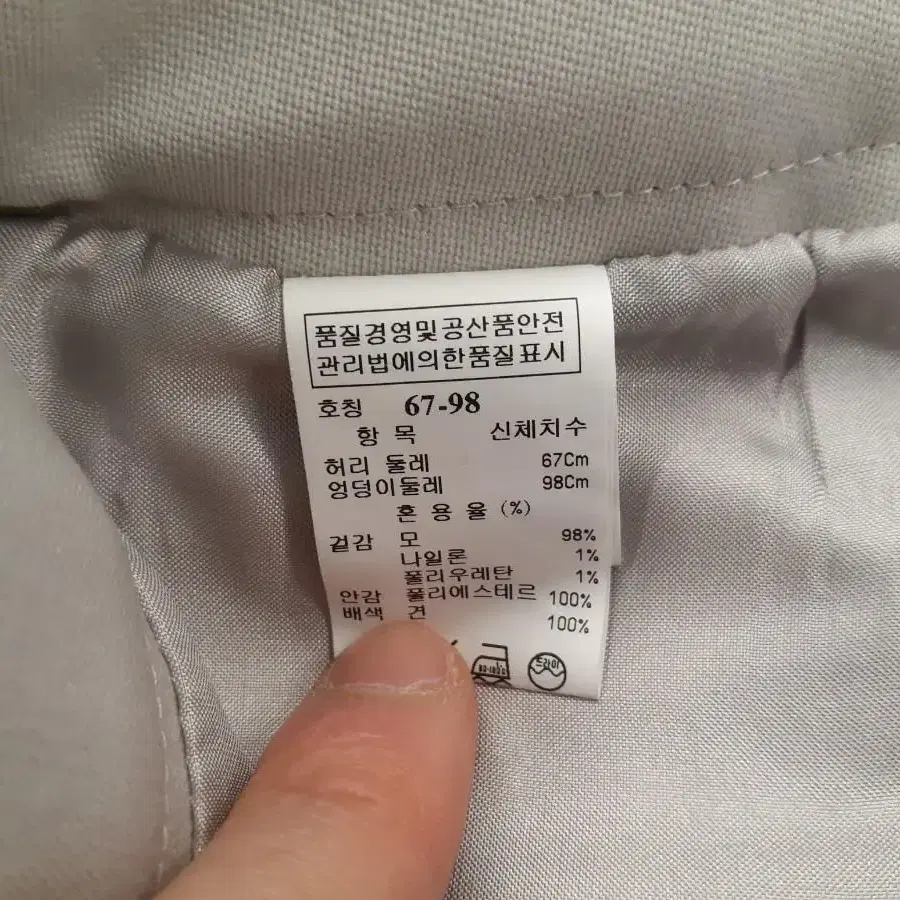 품질경영및공산품안전
관리법에의한품질표시
호칭 67-98
항 목 신체치수
허리 둘레 67Cm
엉덩이둘레 98Cm
혼 용 율 (%)
겉감 모 98%
나일론 1%
폴리우레탄 1%
안감 폴리에스테르 100%
배색 견 100%
드라이